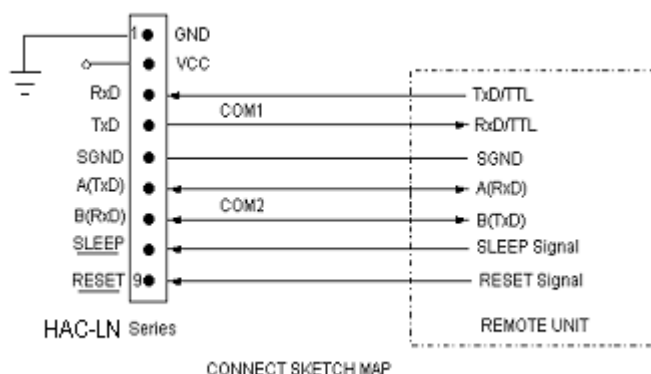 1 GND
VCC
RxD COM1 TxD/TTL
TxD RxD/TTL
SGND SGND
A(TxD) COM2 A(RxD)
B(RxD) B(TxD)
SLEEP SLEEP Signal
RESET 9 RESET Signal
HAC-LN Series REMOTE UNIT
CONNECT SKETCH MAP